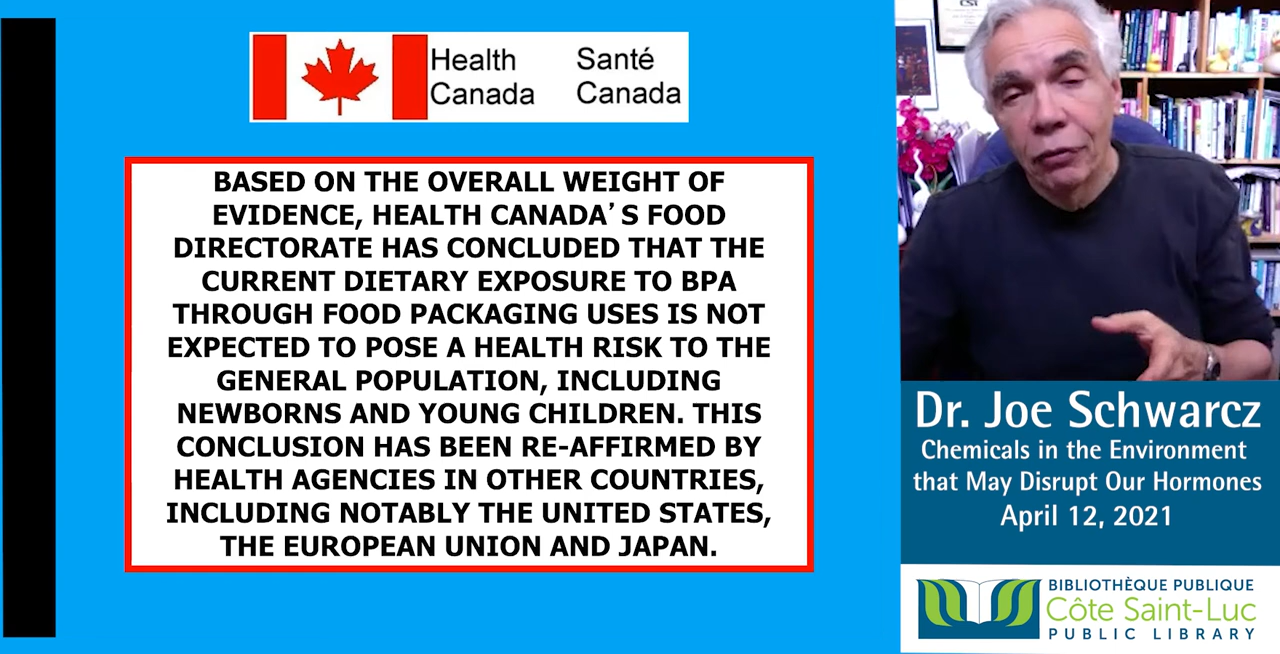 Health Santé
Canada Canada
BASED ON THE OVERALL WEIGHT OF
EVIDENCE, HEALTH CANADA’S FOOD
DIRECTORATE HAS CONCLUDED THAT THE
CURRENT DIETARY EXPOSURE TO BPA
THROUGH FOOD PACKAGING USES IS NOT
EXPECTED TO POSE A HEALTH RISK TO THE
GENERAL POPULATION, INCLUDING
NEWBORNS AND YOUNG CHILDREN. THIS
CONCLUSION HAS BEEN RE-AFFIRMED BY
HEALTH AGENCIES IN OTHER COUNTRIES,
INCLUDING NOTABLY THE UNITED STATES,
THE EUROPEAN UNION AND JAPAN.
Dr. Joe Schwarcz
Chemicals in the Environment
that May Disrupt Our Hormones
April 12, 2021
BIBLIOTHÈQUE PUBLIQUE
Côte Saint-Luc
PUBLIC LIBRARY